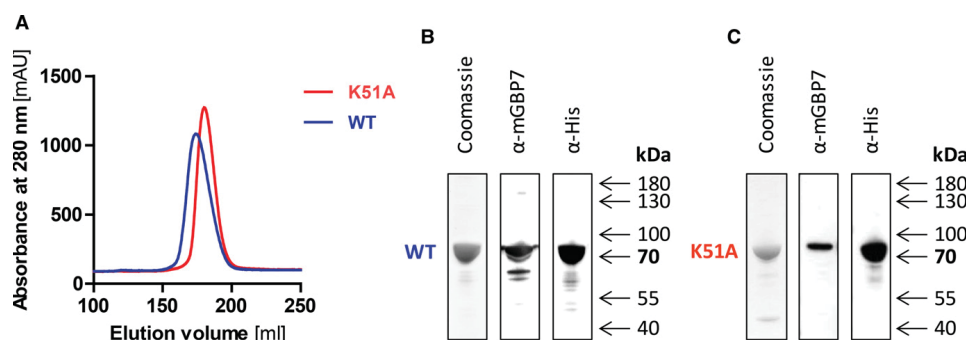 A
Absorbance at 280 nm [mAU]
1500
1000
500
0
100
150
200
250
Elution volume [ml]
K51A
WT
B
Coomassie
α-mGBP7
α-His
kDa
180
130
100
70
55
40
WT
C
Coomassie
α-mGBP7
α-His
kDa
180
130
100
70
55
40
K51A